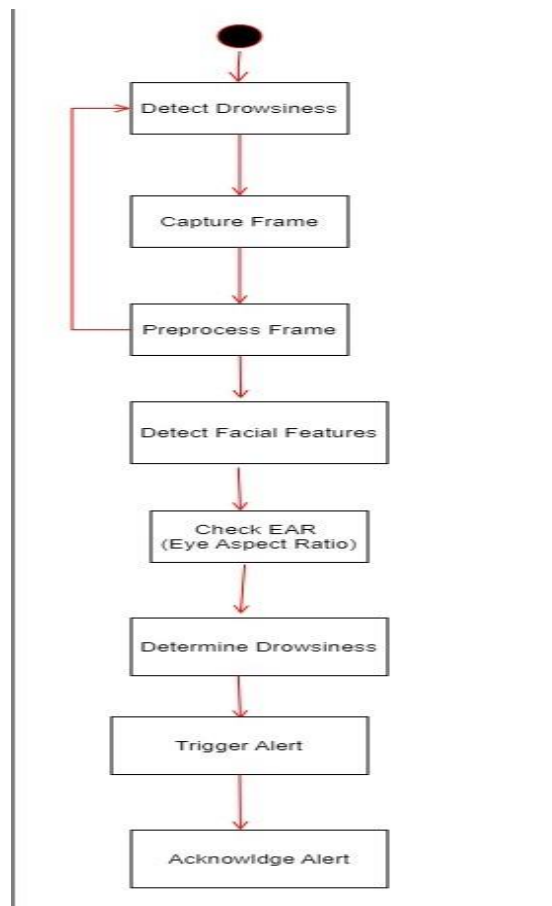 Detect Drowsiness
Capture Frame
Preprocess Frame
Detect Facial Features
Check EAR
(Eye Aspect Ratio)
Determine Drowsiness
Trigger Alert
Acknowldge Alert